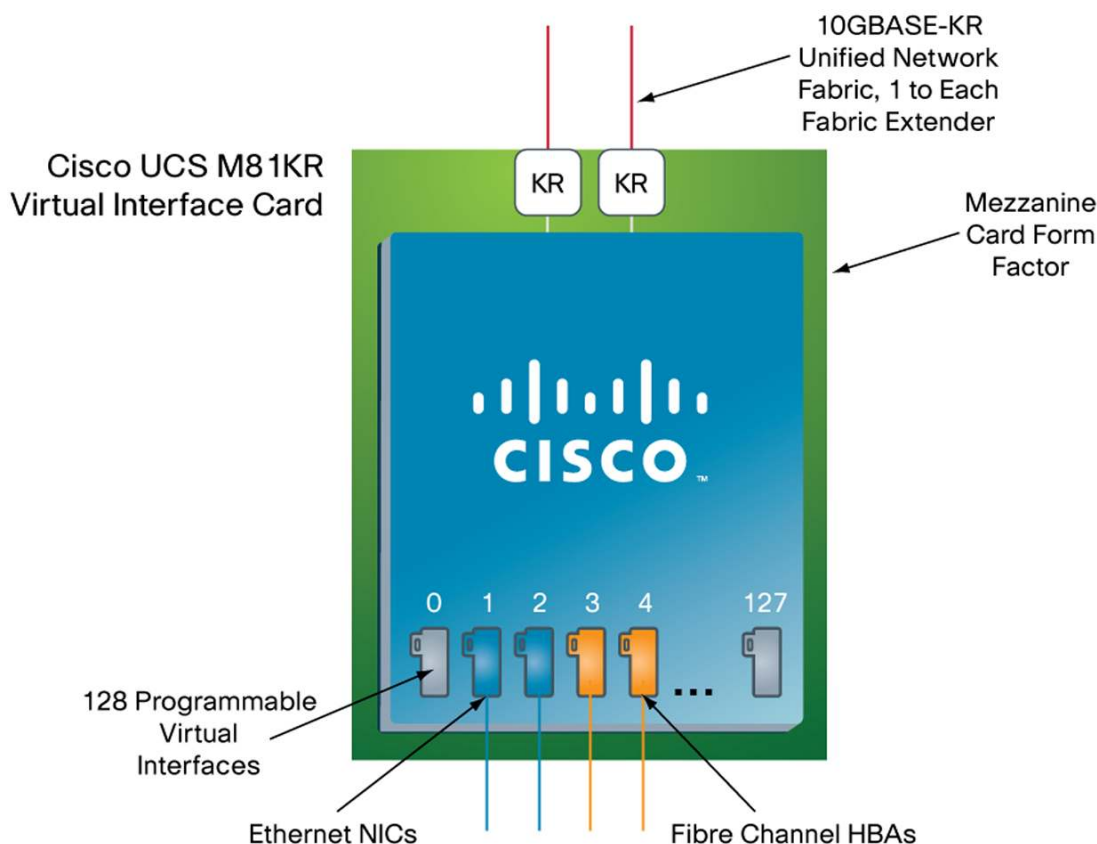 10GBASE-KR
Unified Network
Fabric, 1 to Each
Fabric Extender
Cisco UCS M81KR
Virtual Interface Card
KR KR
Mezzanine
Card Form
Factor
CISCO™
0 1 2 3 4 127
...
128 Programmable
Virtual
Interfaces
Ethernet NICs
Fibre Channel HBAs